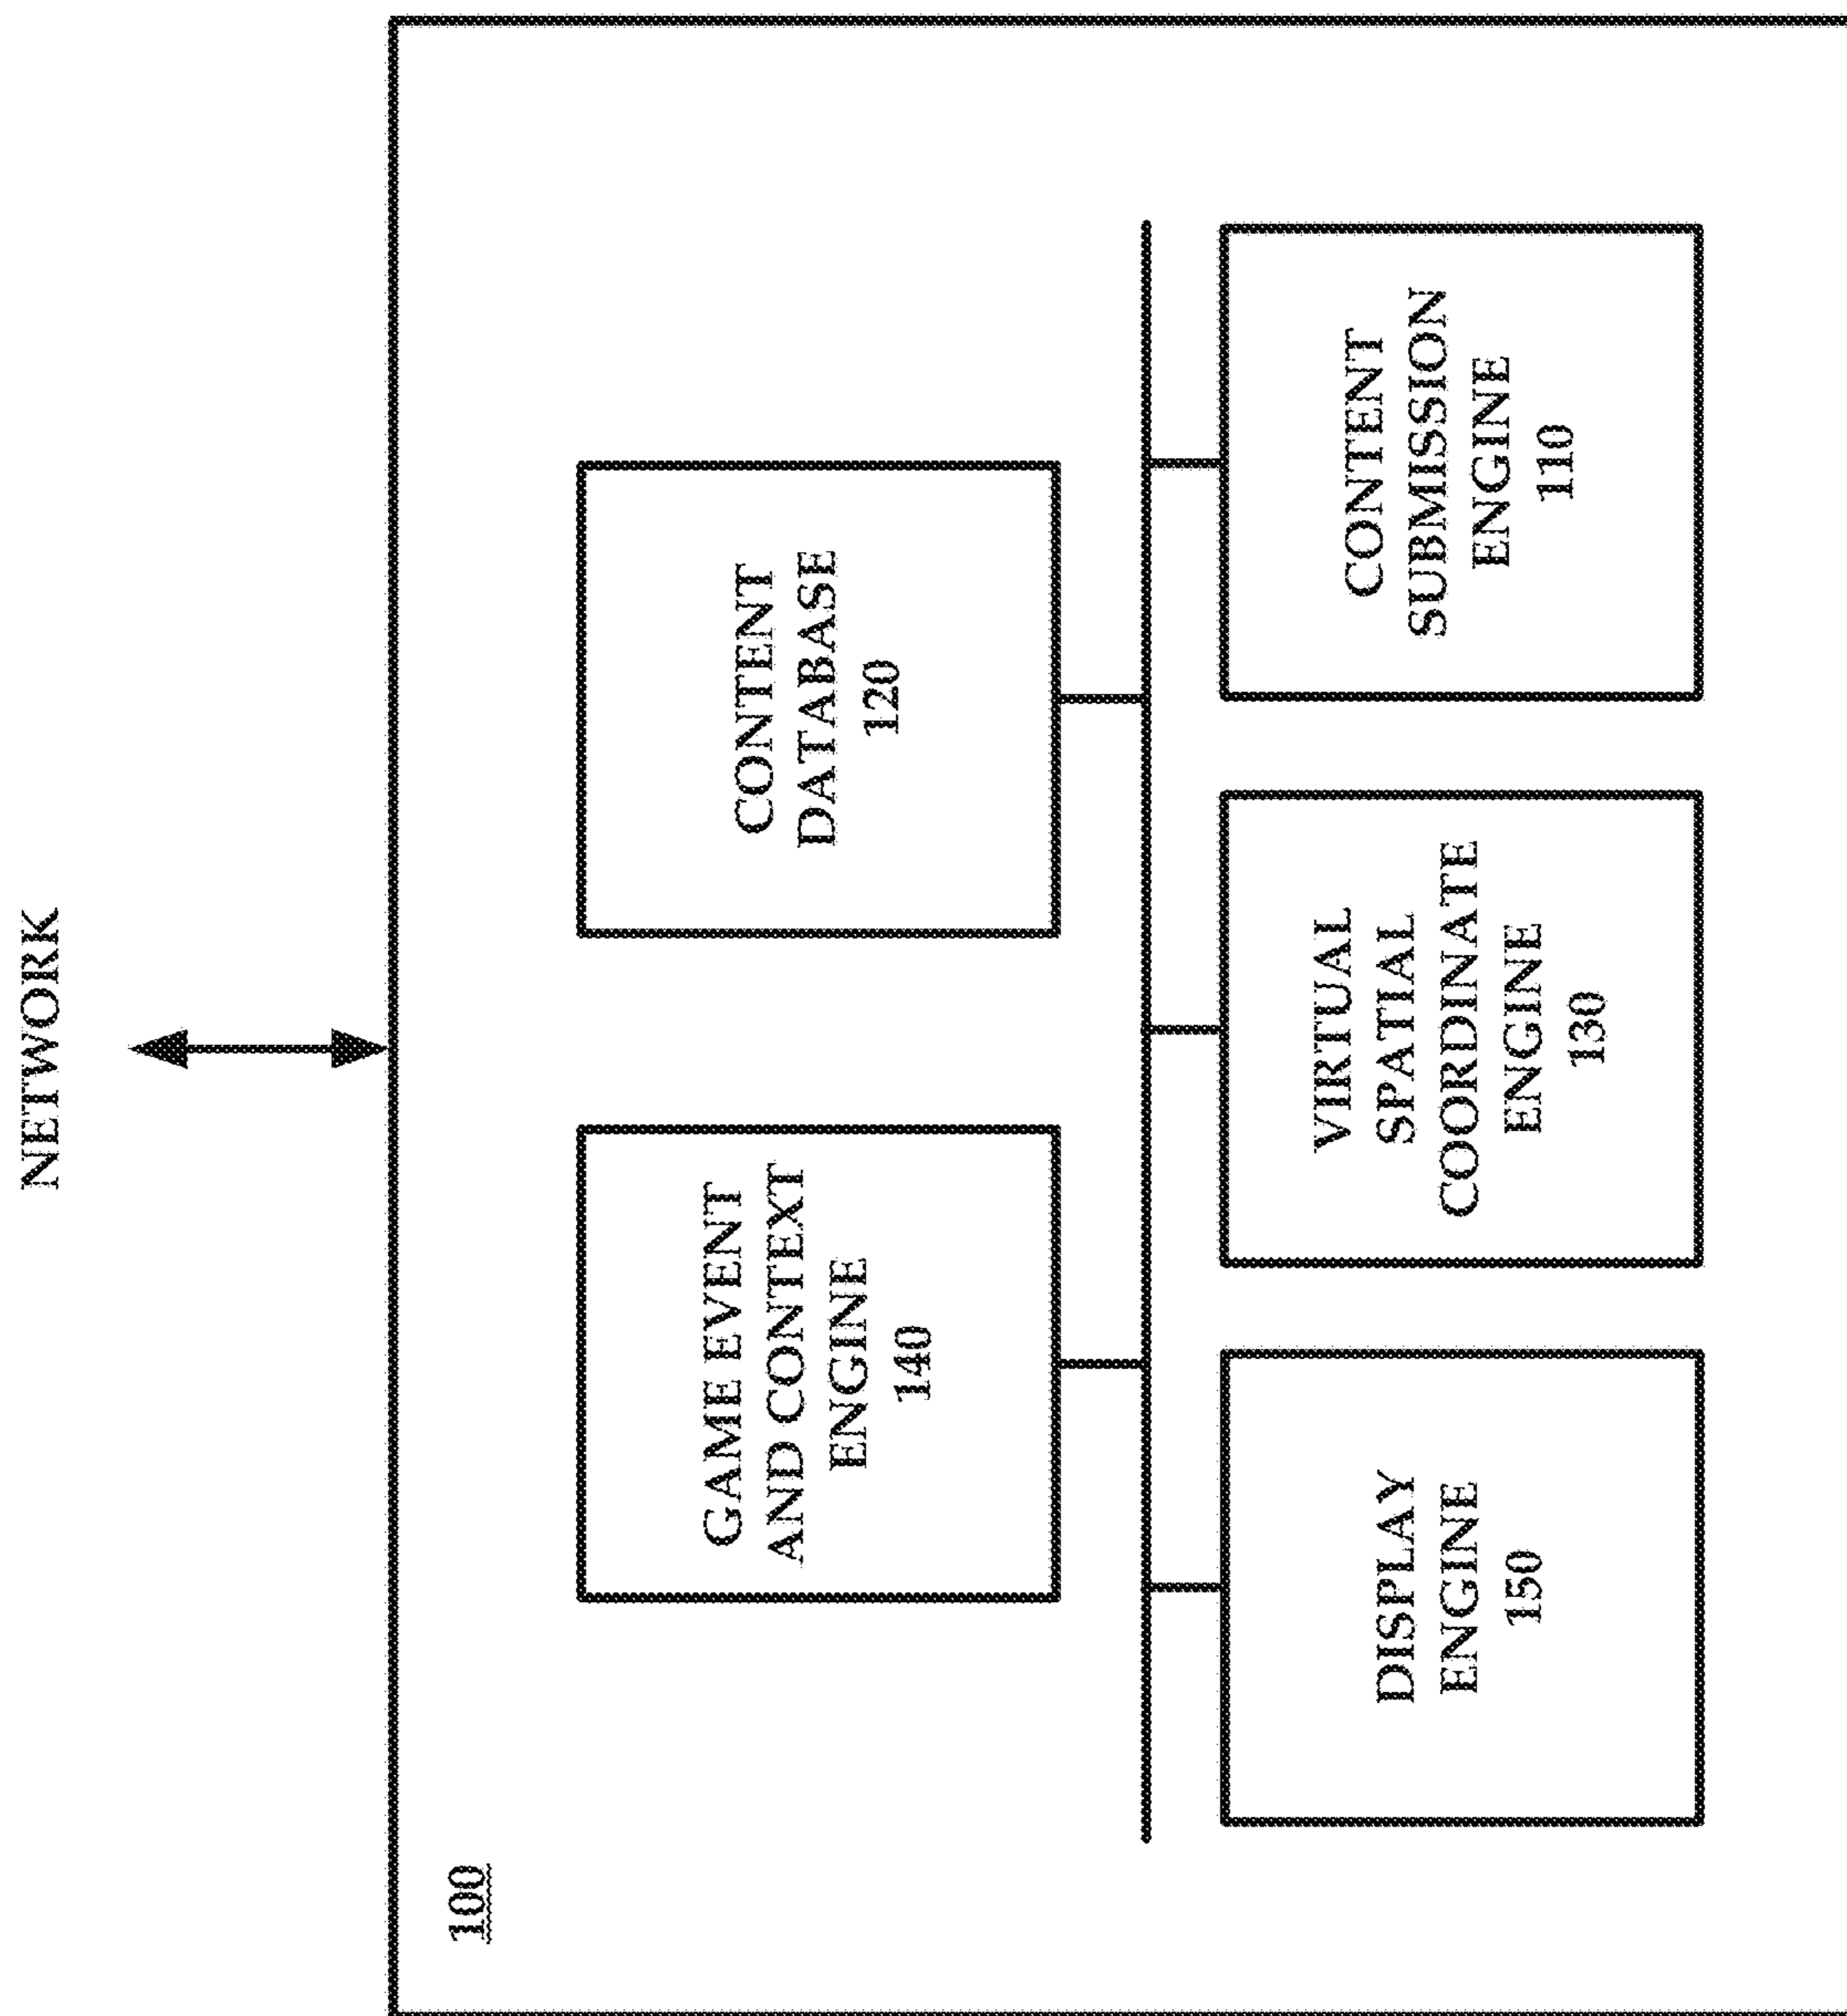 NETWORK
100
GAME EVENT
AND CONTEXT
ENGINE
140
CONTENT
DATABASE
120
DISPLAY
ENGINE
150
VIRTUAL
SPATIAL
COORDINATE
ENGINE
130
CONTENT
SUBMISSION
ENGINE
110